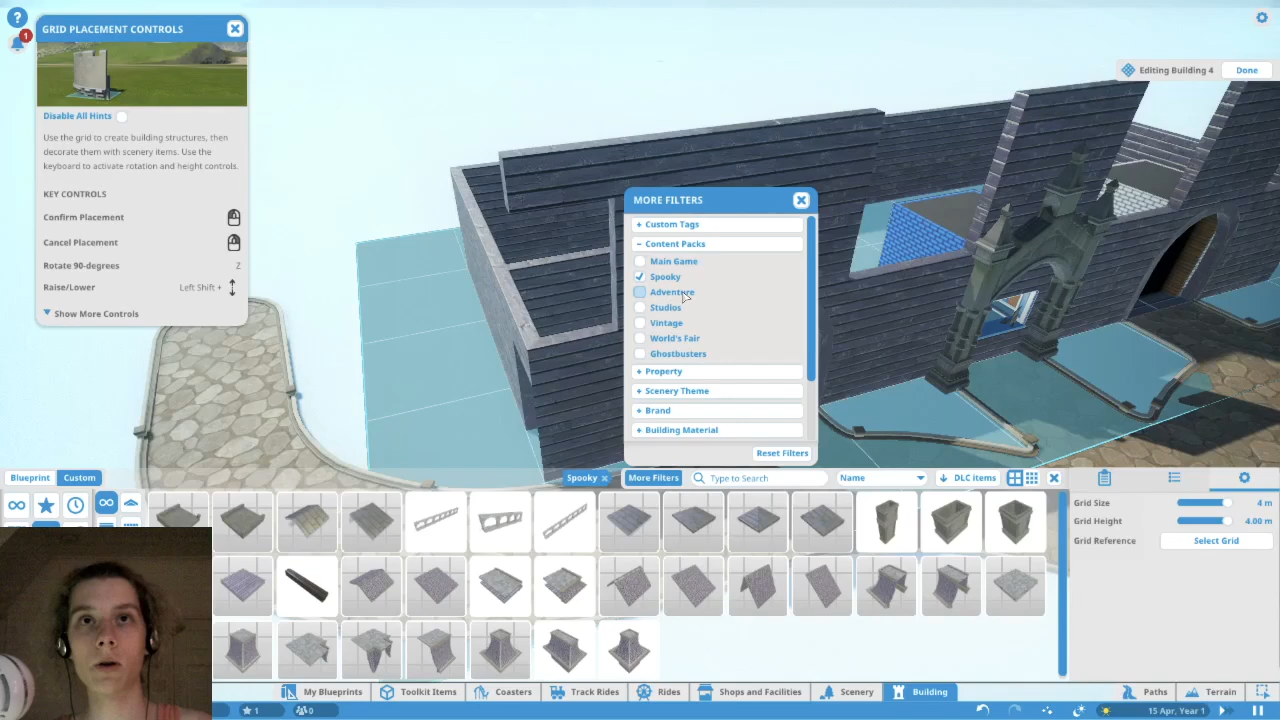 ?
1
GRID PLACEMENT CONTROLS
Disable All Hints
Use the grid to create building structures, then
decorate them with scenery items. Use the
keyboard to activate rotation and height controls.
KEY CONTROLS
Confirm Placement
Cancel Placement
Rotate 90-degrees Z
Raise/Lower Left Shift +
Show More Controls
Editing Building 4 Done
MORE FILTERS
+ Custom Tags
− Content Packs
Main Game
Spooky
Adventure
Studios
Vintage
World's Fair
Ghostbusters
+ Property
+ Scenery Theme
+ Brand
+ Building Material
Reset Filters
Blueprint Custom Spooky × More Filters Type to Search Name DLC items
Grid Size 4 m
Grid Height 4.00 m
Grid Reference Select Grid
My Blueprints Toolkit Items Coasters Track Rides Rides Shops and Facilities Scenery Building Paths Terrain
1 0 15 Apr, Year 1